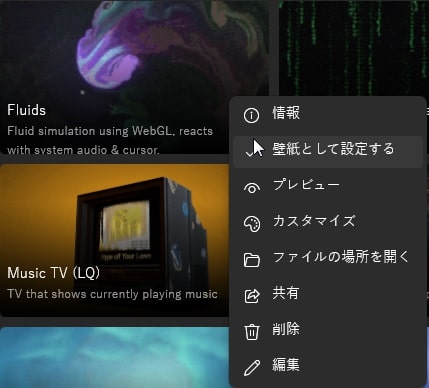 Fluids
Fluid simulation using WebGL, reacts
with system audio & cursor.
Music TV (LQ)
TV that shows currently playing music
情報
壁紙として設定する
プレビュー
カスタマイズ
ファイルの場所を開く
共有
削除
編集